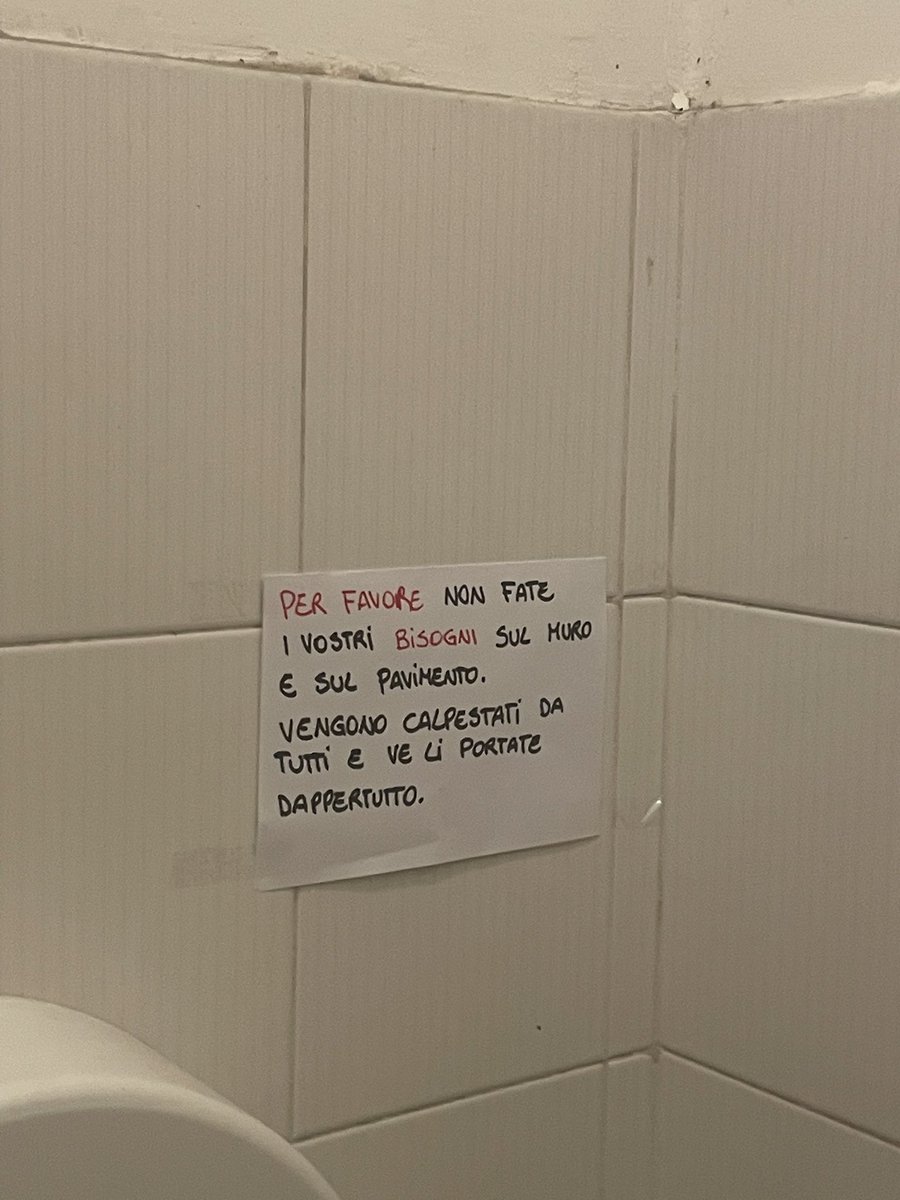 PER FAVORE NON FATE
I VOSTRI BISOGNI SUL MURO
E SUL PAVIMENTO.
VENGONO CALPESTATI DA
TUTTI E VE LI PORTATE
DAPPERTUTTO.